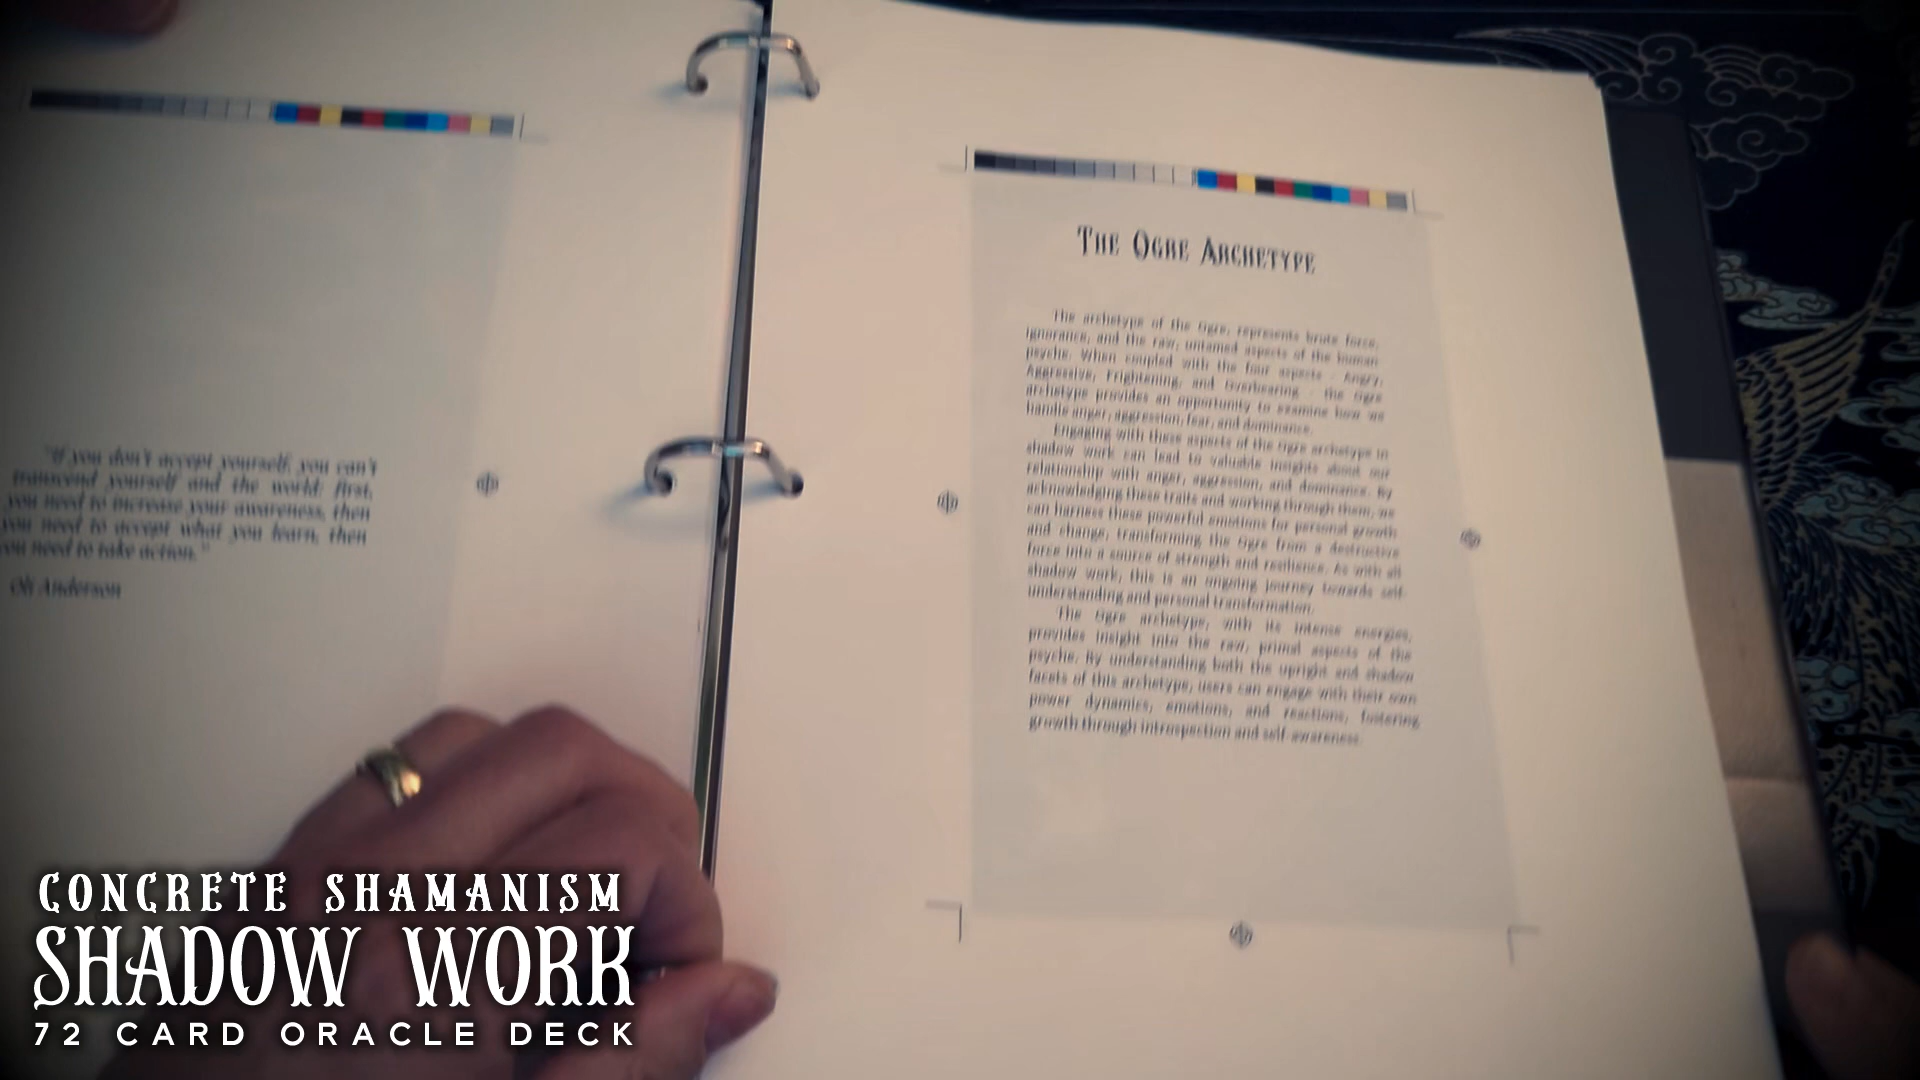 "If you don't accept yourself, you can't
transcend yourself and the world: first,
you need to increase your awareness, then
you need to accept what you learn, then
you need to take action."
Oli Anderson
The Ogre Archetype
The archetype of the Ogre, represents brute force,
ignorance, and the raw, untamed aspects of the human
psyche. When coupled with the four aspects - Angry,
Aggressive, Frightening, and Overbearing - the Ogre
archetype provides an opportunity to examine how we
handle anger, aggression, fear, and dominance.
Engaging with these aspects of the Ogre archetype in
shadow work can lead to valuable insights about our
relationship with anger, aggression, and dominance. By
acknowledging these traits and working through them, we
can harness these powerful emotions for personal growth
and change, transforming the Ogre from a destructive
force into a source of strength and resilience. As with all
shadow work, this is an ongoing journey towards self-
understanding and personal transformation.
The Ogre archetype, with its intense energies,
provides insight into the raw, primal aspects of the
psyche. By understanding both the upright and shadow
facets of this archetype, users can engage with their own
power dynamics, emotions, and reactions, fostering
growth through introspection and self-awareness.
CONCRETE SHAMANISM
SHADOW WORK
72 CARD ORACLE DECK